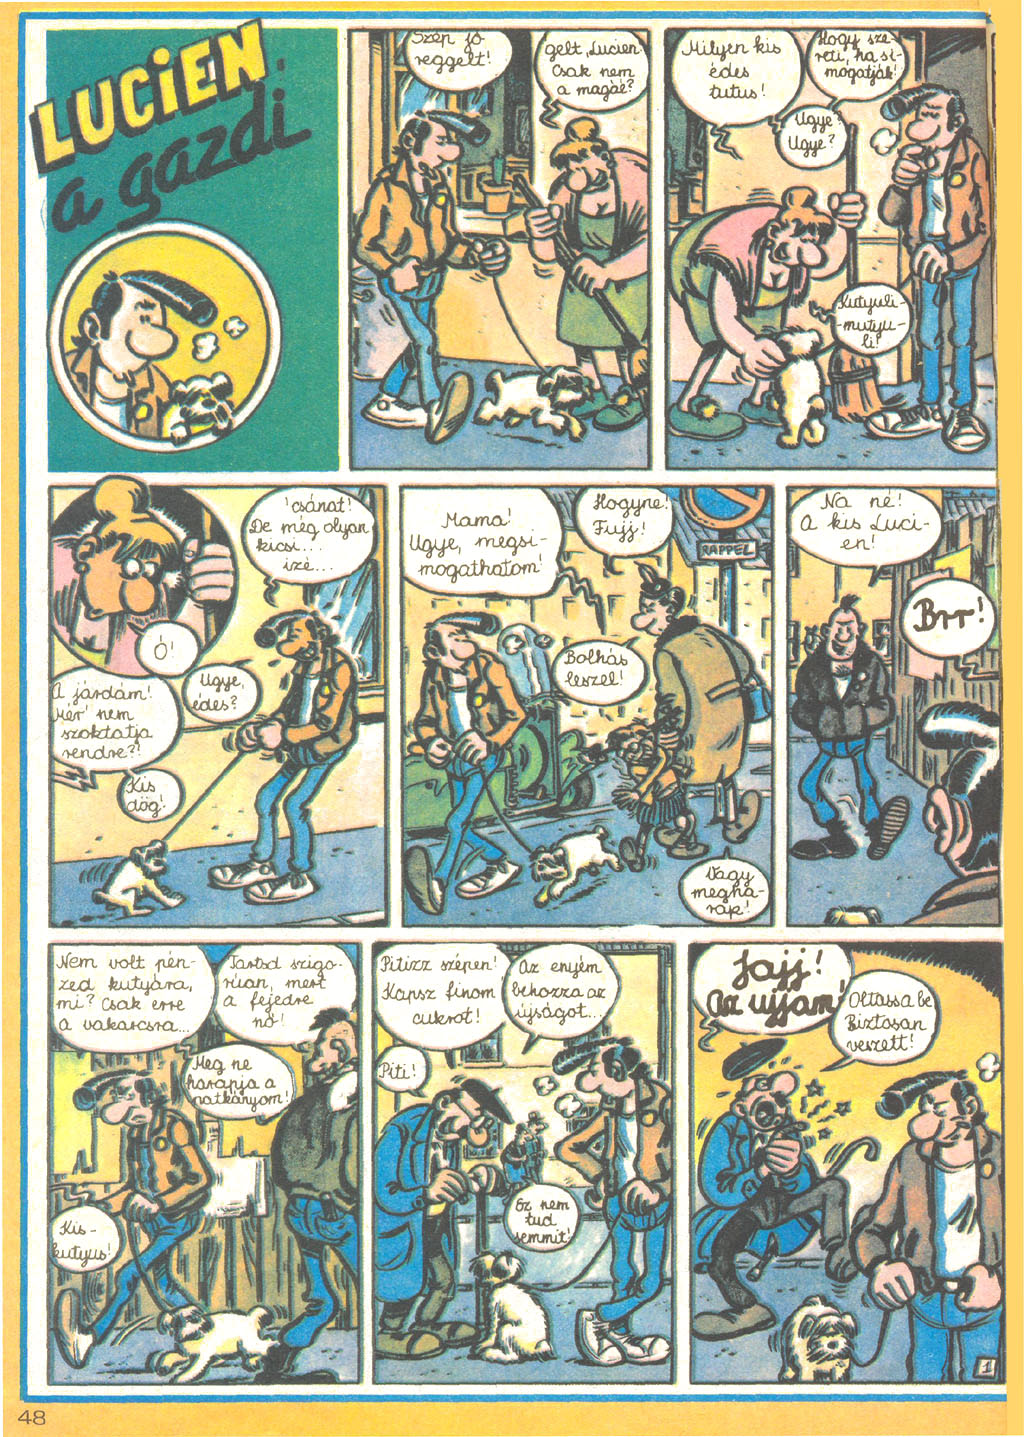 LUCIEN
a gazdi
Szép jó
reggelt!
gelt, Lucien
Csak nem
a magáé?
Milyen kis
édes
tutus!
Hogy sze-
reti, ha si-
mogatják!
Ugye?
Ugye?
Kutyuli-
-mutyu-
li!
Ó!
'csánat!
De még olyan
kicsi...
izé...
A járdám!
Mer' nem
szoktatja
rendre?!
Ugye,
édes?
Kis
dög!
Mama!
Ugye, megsi-
mogathatom!
Hogyne!
Fujj!
RAPPEL
Bolhás
leszel!
Vagy
megha-
rap!
Na né!
A kis Luci-
en!
Brr!
Nem volt pén-
zed kutyára,
mi? Csak erre
a vakarcsra...
Tartsd szigo-
rúan, mert
a fejedre
nő!
Meg ne
harapja a
patkányom!
Kis-
kutyus!
Pitizz szépen!
Kapsz finom
cukrot!
Az enyém
behozza az
újságot...
Piti!
Ez nem
tud
semmit!
Jajj!
Az ujjam!
Oltassa be
Biztosan
veszett!
1
48